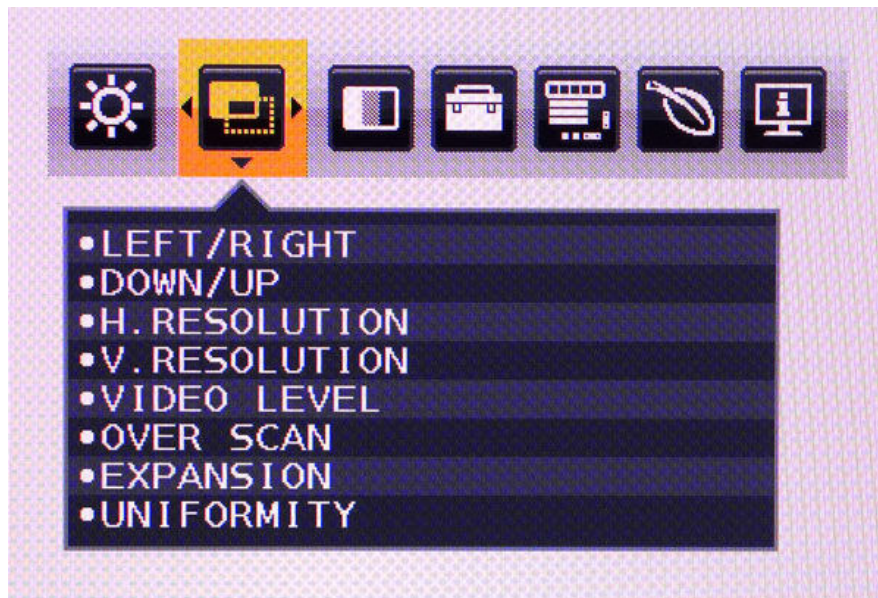 •LEFT/RIGHT
•DOWN/UP
•H.RESOLUTION
•V.RESOLUTION
•VIDEO LEVEL
•OVER SCAN
•EXPANSION
•UNIFORMITY